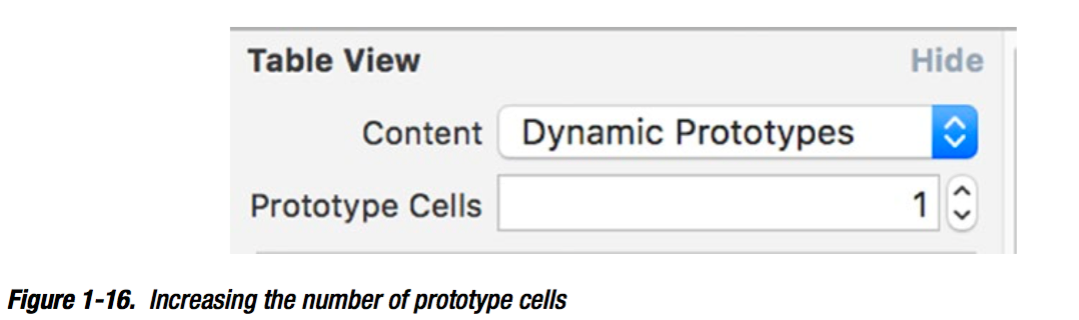 Table View Hide
Content Dynamic Prototypes
Prototype Cells 1
Figure 1-16. Increasing the number of prototype cells